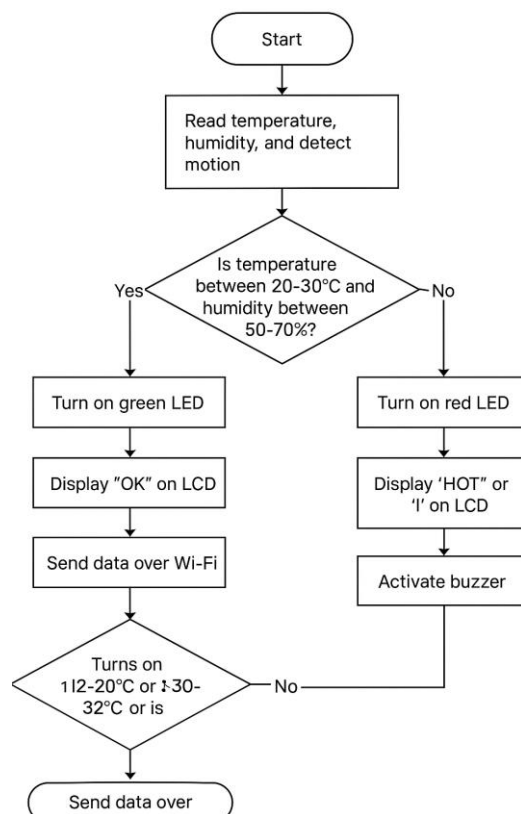 Start
Read temperature,
humidity, and detect
motion
Is temperature
between 20-30°C and
humidity between
50-70%?
Yes
No
Turn on green LED
Display "OK" on LCD
Send data over Wi-Fi
Turn on red LED
Display ‘HOT" or
‘I’ on LCD
Activate buzzer
Turns on
-20°C or
32°C or is
No
Send data over